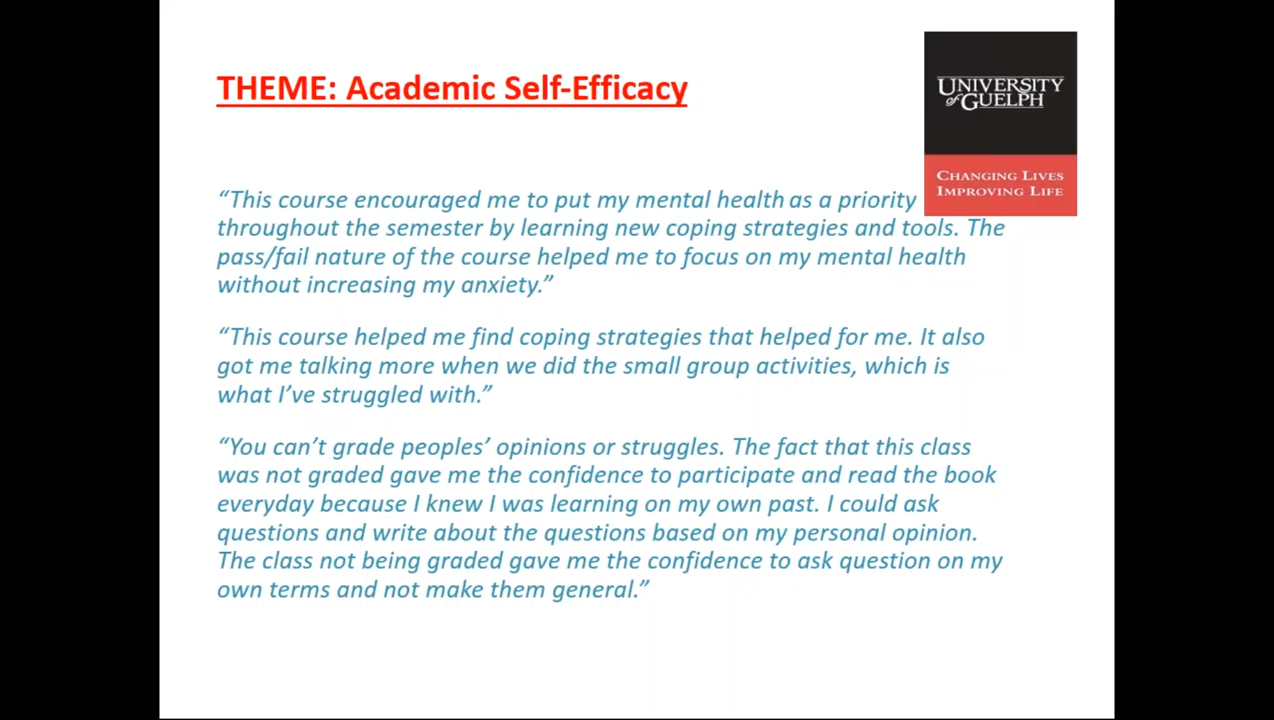 THEME: Academic Self-Efficacy
UNIVERSITY
of GUELPH
CHANGING LIVES
IMPROVING LIFE
“This course encouraged me to put my mental health as a priority
throughout the semester by learning new coping strategies and tools. The
pass/fail nature of the course helped me to focus on my mental health
without increasing my anxiety.”
“This course helped me find coping strategies that helped for me. It also
got me talking more when we did the small group activities, which is
what I’ve struggled with.”
“You can’t grade peoples’ opinions or struggles. The fact that this class
was not graded gave me the confidence to participate and read the book
everyday because I knew I was learning on my own past. I could ask
questions and write about the questions based on my personal opinion.
The class not being graded gave me the confidence to ask question on my
own terms and not make them general.”